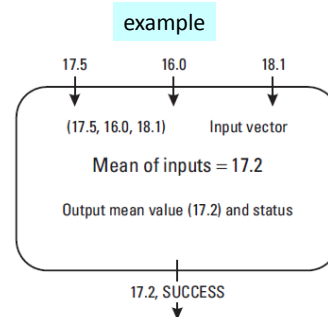 example
17.5 16.0 18.1
(17.5, 16.0, 18.1) Input vector
Mean of inputs = 17.2
Output mean value (17.2) and status
17.2, SUCCESS